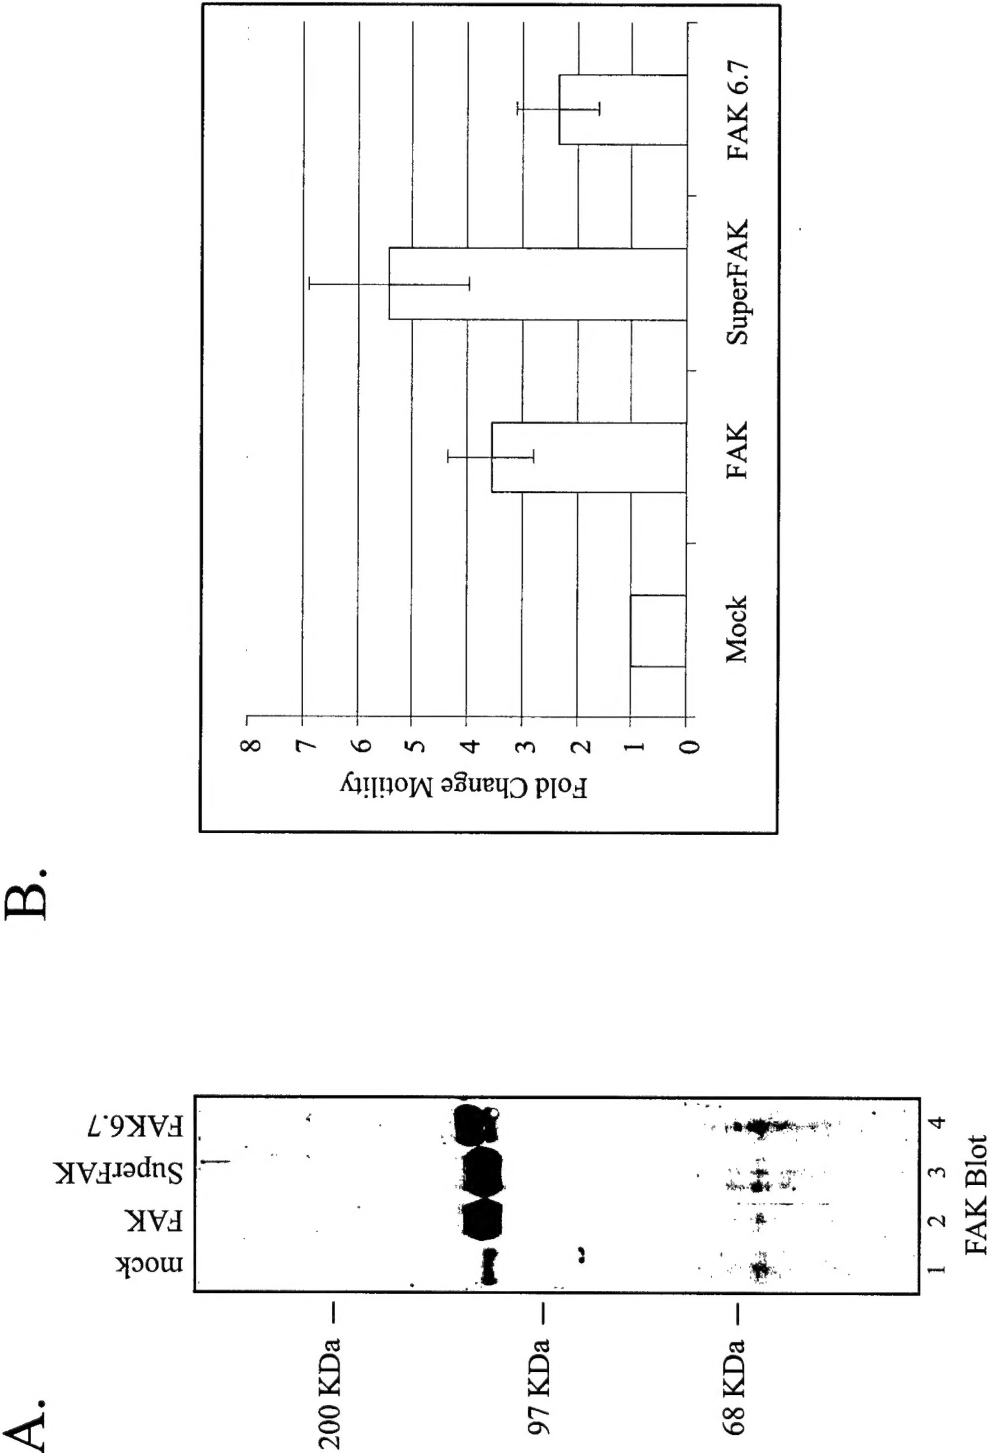 A.
mock
FAK
SuperFAK
FAK6.7
200 KDa
97 KDa
68 KDa
1 2 3 4
FAK Blot
B.
Fold Change Motility
8
7
6
5
4
3
2
1
0
Mock FAK SuperFAK FAK 6.7